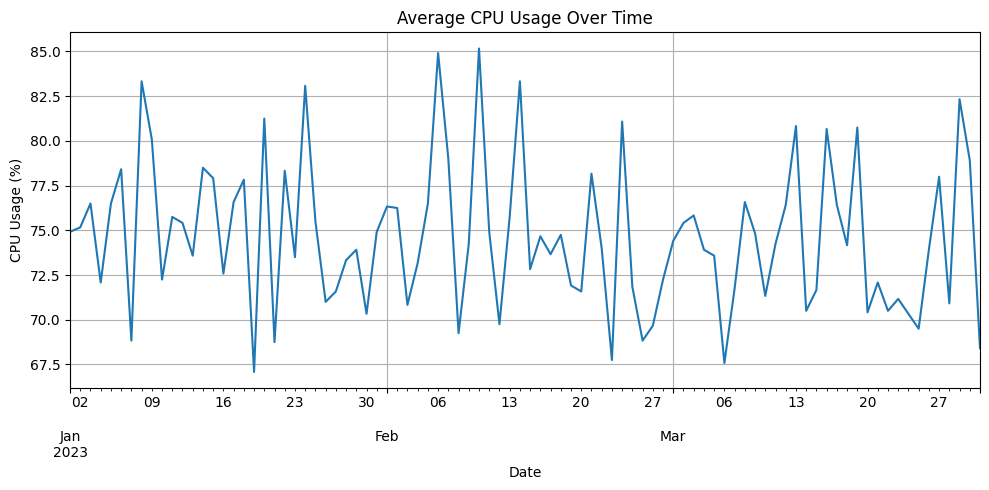 Average CPU Usage Over Time
CPU Usage (%)
85.0
82.5
80.0
77.5
75.0
72.5
70.0
67.5
02 09 16 23 30 06 13 20 27 06 13 20 27
Jan Feb Mar
2023
Date